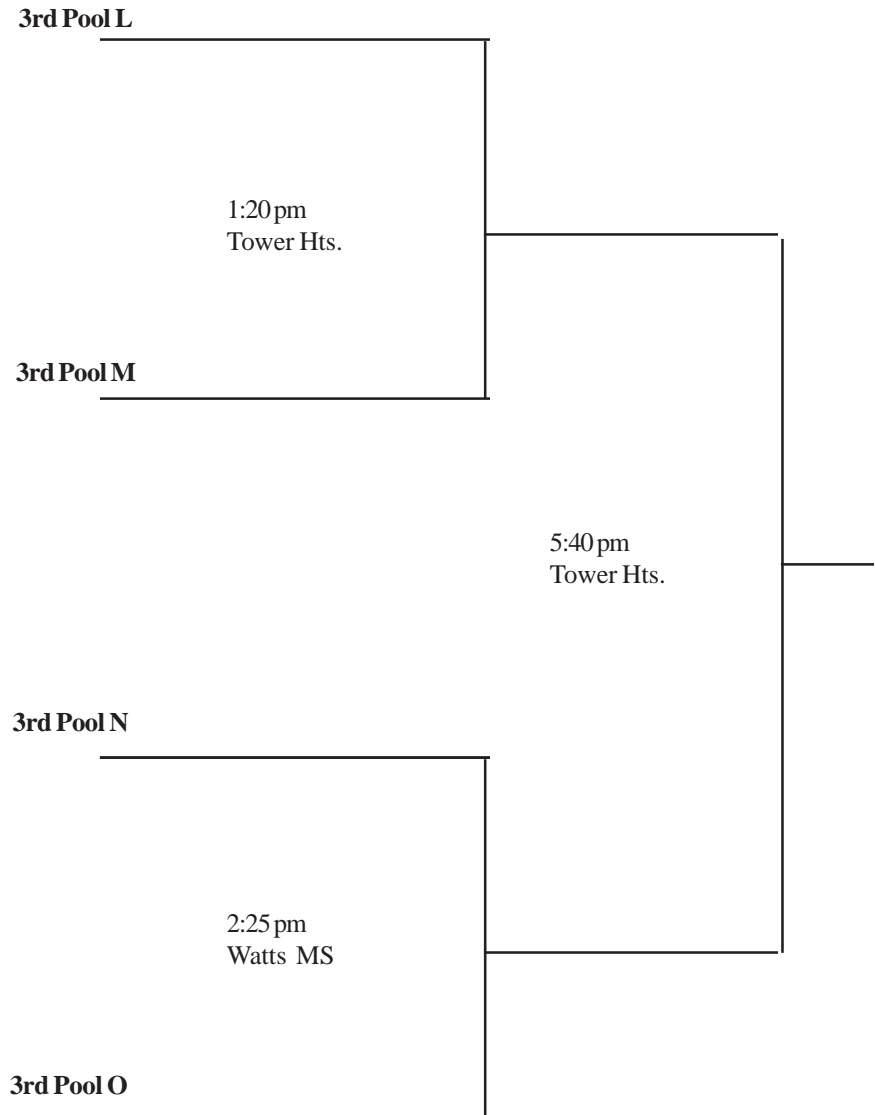 3rd Pool L
1:20 pm
Tower Hts.
3rd Pool M
5:40 pm
Tower Hts.
3rd Pool N
2:25 pm
Watts MS
3rd Pool O